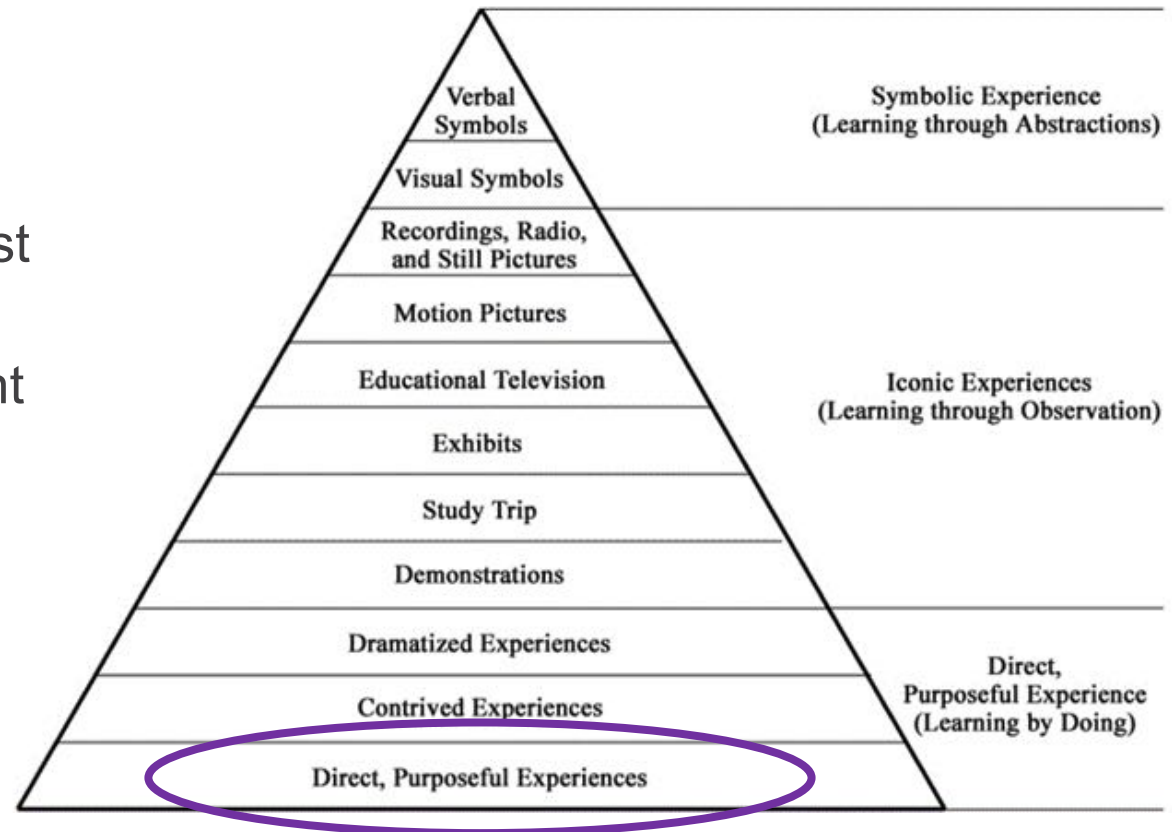 Verbal
Symbols
Visual Symbols
Recordings, Radio,
and Still Pictures
Motion Pictures
Educational Television
Exhibits
Study Trip
Demonstrations
Dramatized Experiences
Contrived Experiences
Direct, Purposeful Experiences
Symbolic Experience
(Learning through Abstractions)
Iconic Experiences
(Learning through Observation)
Direct,
Purposeful Experience
(Learning by Doing)